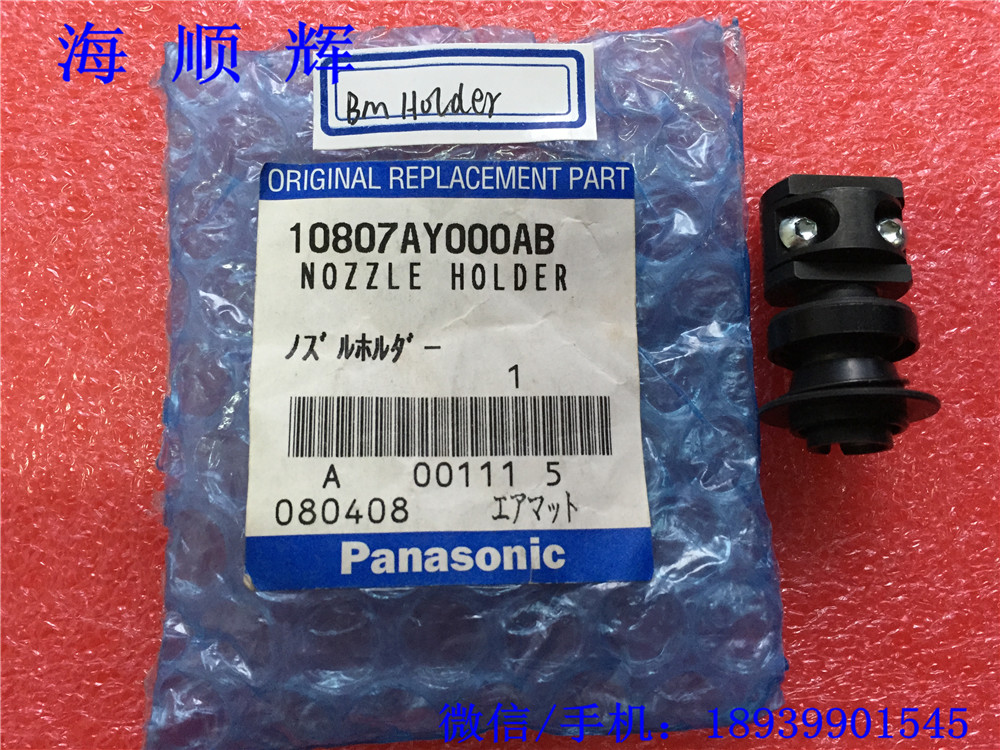 海 顺 辉
Bm Holder
ORIGINAL REPLACEMENT PART
10807AY000AB
NOZZLE HOLDER
ノズルホルダー
1
A 00111 5
080408 エアマット
Panasonic
微信/手机：18939901545